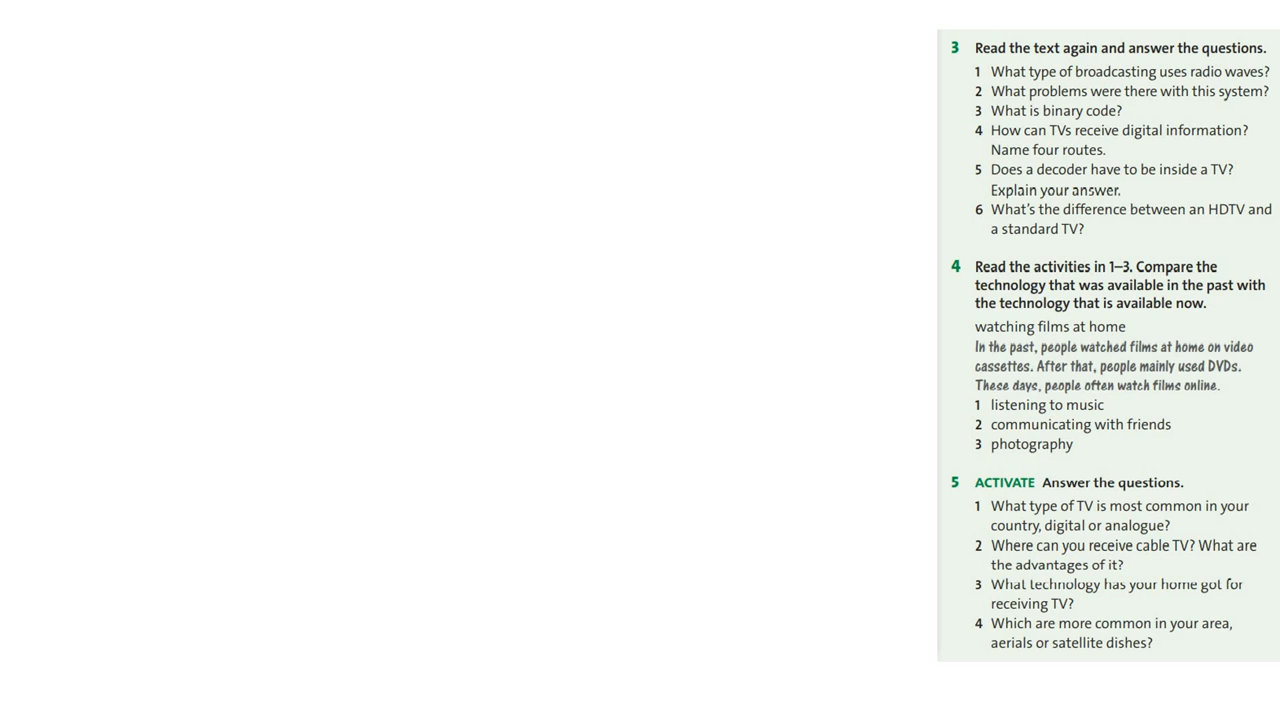 3 Read the text again and answer the questions.
1 What type of broadcasting uses radio waves?
2 What problems were there with this system?
3 What is binary code?
4 How can TVs receive digital information?
Name four routes.
5 Does a decoder have to be inside a TV?
Explain your answer.
6 What's the difference between an HDTV and
a standard TV?
4 Read the activities in 1–3. Compare the
technology that was available in the past with
the technology that is available now.
watching films at home
In the past, people watched films at home on video
cassettes. After that, people mainly used DVDs.
These days, people often watch films online.
1 listening to music
2 communicating with friends
3 photography
5 ACTIVATE Answer the questions.
1 What type of TV is most common in your
country, digital or analogue?
2 Where can you receive cable TV? What are
the advantages of it?
3 What technology has your home got for
receiving TV?
4 Which are more common in your area,
aerials or satellite dishes?